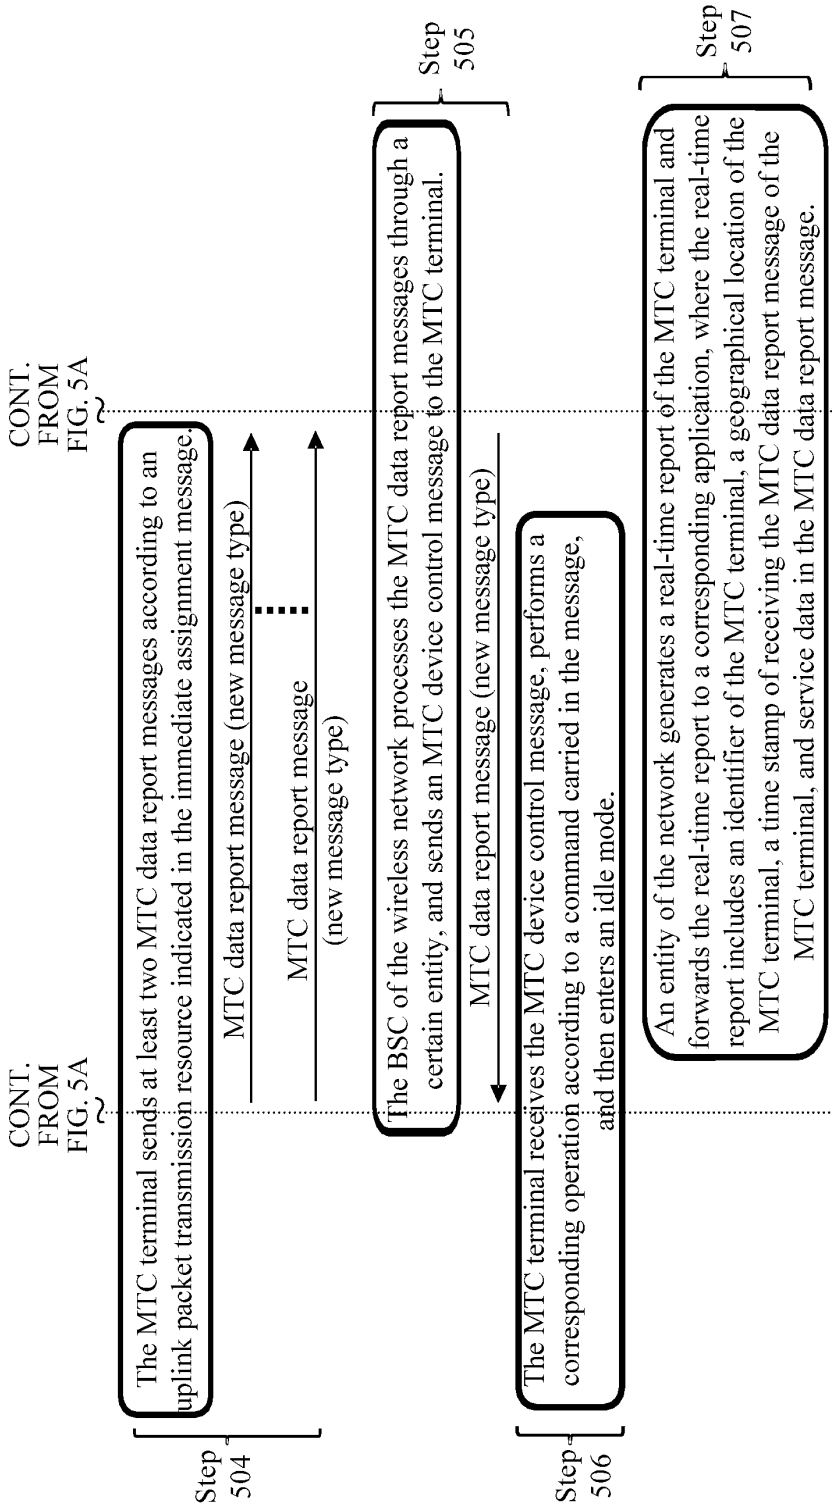 CONT.
FROM
FIG. 5A
CONT.
FROM
FIG. 5A
Step
504
The MTC terminal sends at least two MTC data report messages according to an
uplink packet transmission resource indicated in the immediate assignment message.
MTC data report message (new message type)
MTC data report message
(new message type)
Step
505
The BSC of the wireless network processes the MTC data report messages through a
certain entity, and sends an MTC device control message to the MTC terminal.
MTC data report message (new message type)
Step
506
The MTC terminal receives the MTC device control message, performs a
corresponding operation according to a command carried in the message,
and then enters an idle mode.
Step
507
An entity of the network generates a real-time report of the MTC terminal and
forwards the real-time report to a corresponding application, where the real-time
report includes an identifier of the MTC terminal, a geographical location of the
MTC terminal, a time stamp of receiving the MTC data report message of the
MTC terminal, and service data in the MTC data report message.